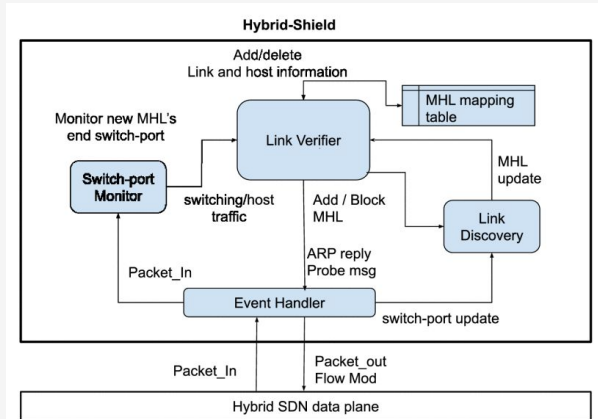 Hybrid-Shield
Add/delete
Link and host information
MHL mapping
table
Monitor new MHL's
end switch-port
Link Verifier
MHL
update
Switch-port
Monitor
switching/host
traffic
Add / Block
MHL
Link
Discovery
ARP reply
Probe msg
Packet_In
Event Handler
switch-port update
Packet_In
Packet_out
Flow Mod
Hybrid SDN data plane